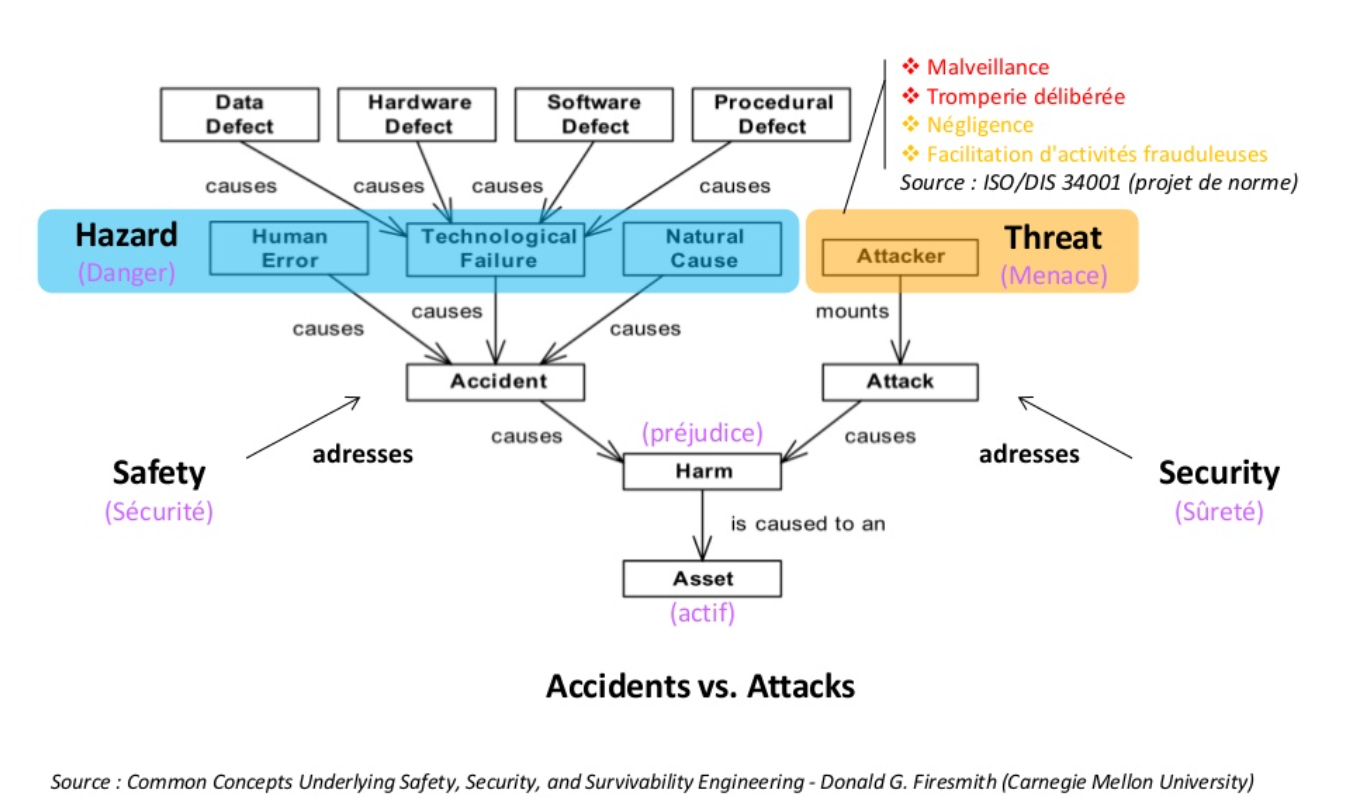 ❖ Malveillance
❖ Tromperie délibérée
❖ Négligence
❖ Facilitation d'activités frauduleuses
Source : ISO/DIS 34001 (projet de norme)
Data
Defect
Hardware
Defect
Software
Defect
Procedural
Defect
causes
causes
causes
causes
Hazard
(Danger)
Human
Error
Technological
Failure
Natural
Cause
Attacker
Threat
(Menace)
causes
causes
causes
mounts
Accident
Attack
causes
(préjudice)
causes
Harm
adresses
adresses
Safety
(Sécurité)
Security
(Sûreté)
is caused to an
Asset
(actif)
Accidents vs. Attacks
Source : Common Concepts Underlying Safety, Security, and Survivability Engineering - Donald G. Firesmith (Carnegie Mellon University)